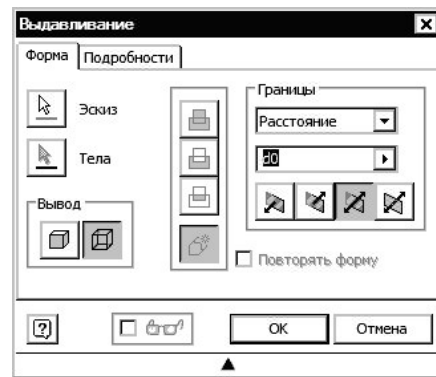 Выдавливание
Форма
Подробности
Эскиз
Тела
Вывод
Границы
Расстояние
d0
Повторять форму
ОК
Отмена